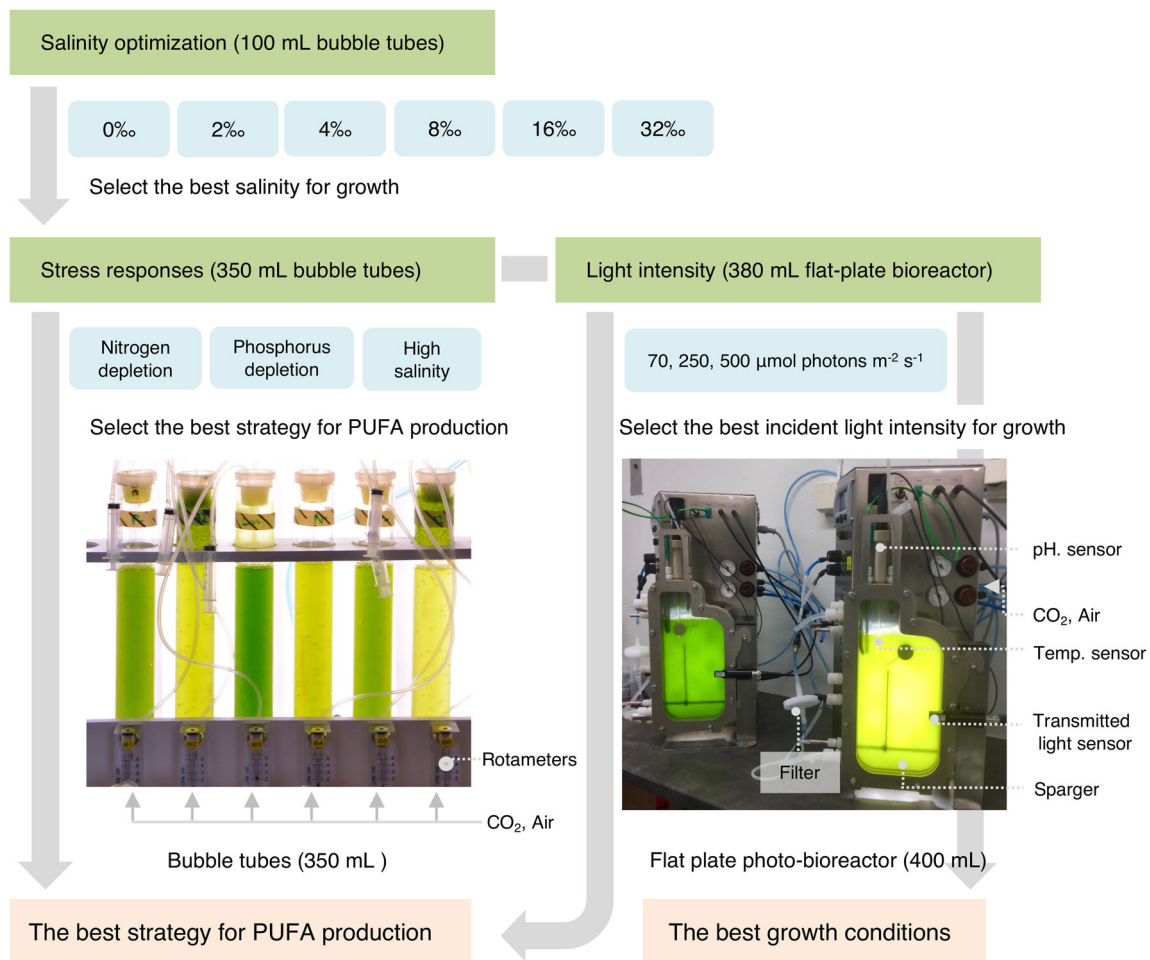 Salinity optimization (100 mL bubble tubes)
0‰
2‰
4‰
8‰
16‰
32‰
Select the best salinity for growth
Stress responses (350 mL bubble tubes)
Light intensity (380 mL flat-plate bioreactor)
Nitrogen
depletion
Phosphorus
depletion
High
salinity
70, 250, 500 μmol photons m⁻² s⁻¹
Select the best strategy for PUFA production
Select the best incident light intensity for growth
pH. sensor
CO₂, Air
Temp. sensor
Transmitted
light sensor
Sparger
Filter
Rotameters
CO₂, Air
Bubble tubes (350 mL )
Flat plate photo-bioreactor (400 mL)
The best strategy for PUFA production
The best growth conditions